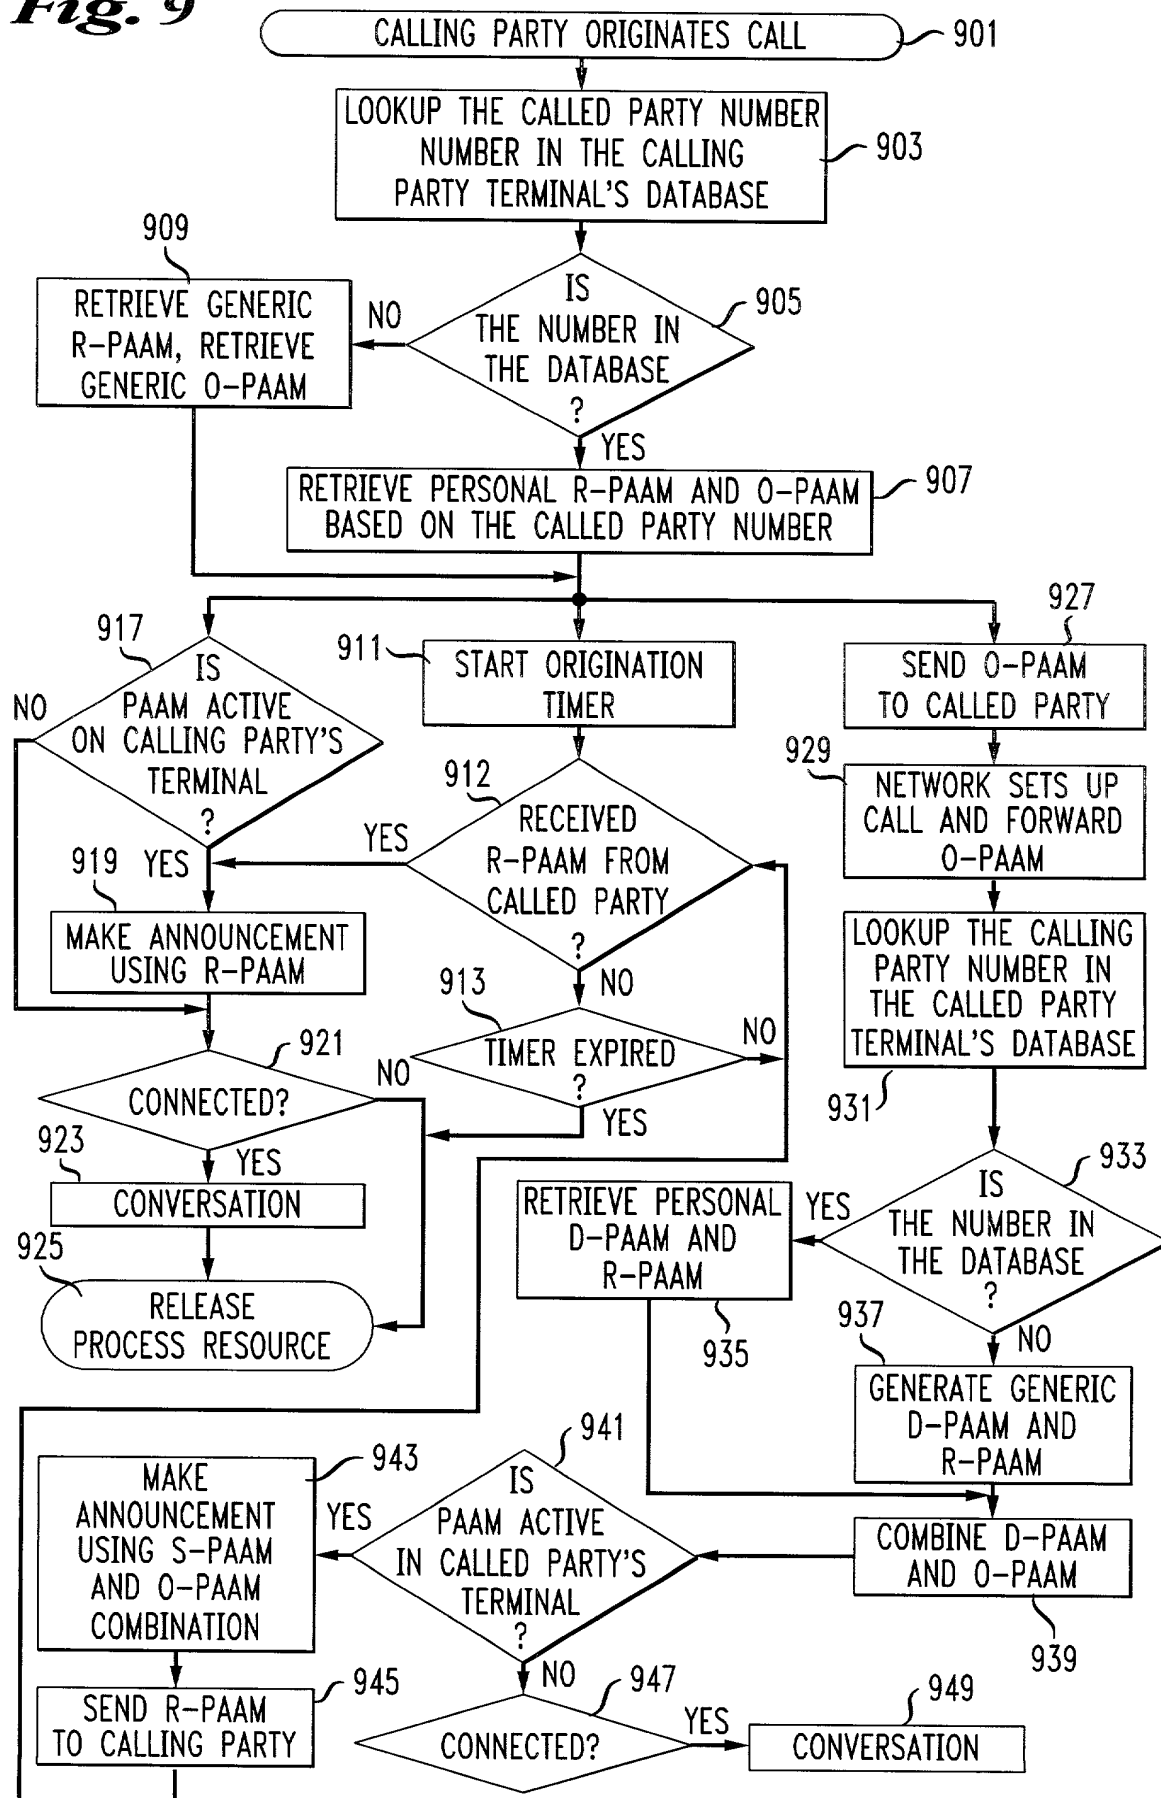 Fig. 9
CALLING PARTY ORIGINATES CALL
901
LOOKUP THE CALLED PARTY NUMBER
NUMBER IN THE CALLING
PARTY TERMINAL'S DATABASE
903
909
RETRIEVE GENERIC
R-PAAM, RETRIEVE
GENERIC O-PAAM
NO
IS
THE NUMBER IN
THE DATABASE
?
905
YES
RETRIEVE PERSONAL R-PAAM AND O-PAAM
BASED ON THE CALLED PARTY NUMBER
907
917
IS
PAAM ACTIVE
ON CALLING PARTY'S
TERMINAL
?
NO
YES
911
START ORIGINATION
TIMER
927
SEND O-PAAM
TO CALLED PARTY
912
RECEIVED
R-PAAM FROM
CALLED PARTY
?
YES
NO
929
NETWORK SETS UP
CALL AND FORWARD
O-PAAM
919
MAKE ANNOUNCEMENT
USING R-PAAM
913
TIMER EXPIRED
?
NO
YES
LOOKUP THE CALLING
PARTY NUMBER IN
THE CALLED PARTY
TERMINAL'S DATABASE
931
921
CONNECTED?
NO
YES
923
CONVERSATION
925
RELEASE
PROCESS RESOURCE
933
IS
THE NUMBER IN
THE DATABASE
?
YES
NO
RETRIEVE PERSONAL
D-PAAM AND
R-PAAM
935
937
GENERATE GENERIC
D-PAAM AND
R-PAAM
COMBINE D-PAAM
AND O-PAAM
939
941
IS
PAAM ACTIVE
IN CALLED PARTY'S
TERMINAL
?
YES
NO
943
MAKE
ANNOUNCEMENT
USING S-PAAM
AND O-PAAM
COMBINATION
945
SEND R-PAAM
TO CALLING PARTY
947
CONNECTED?
YES
949
CONVERSATION